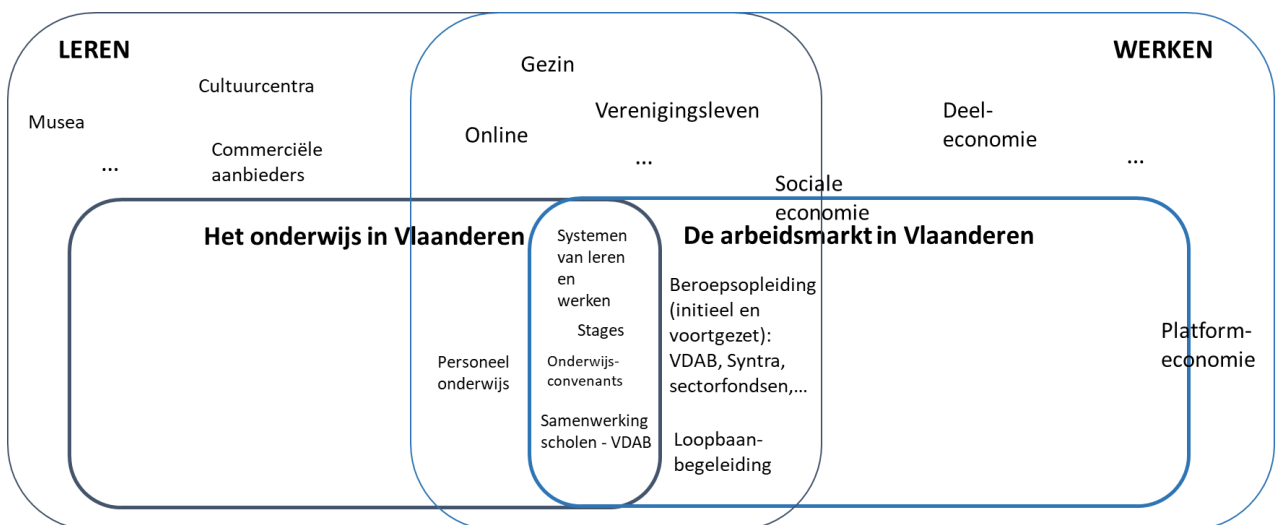 LEREN
WERKEN
Gezin
Cultuurcentra
Verenigingsleven
Deel-
economie
Musea
Online
Commerciële
aanbieders
...
...
...
Sociale
economie
Het onderwijs in Vlaanderen
De arbeidsmarkt in Vlaanderen
Systemen
van leren
en
werken
Stages
Onderwijs-
convenants
Samenwerking
scholen - VDAB
Personeel
onderwijs
Beroepsopleiding
(initieel en
voortgezet):
VDAB, Syntra,
sectorfondsen,...
Loopbaan-
begeleiding
Platform-
economie